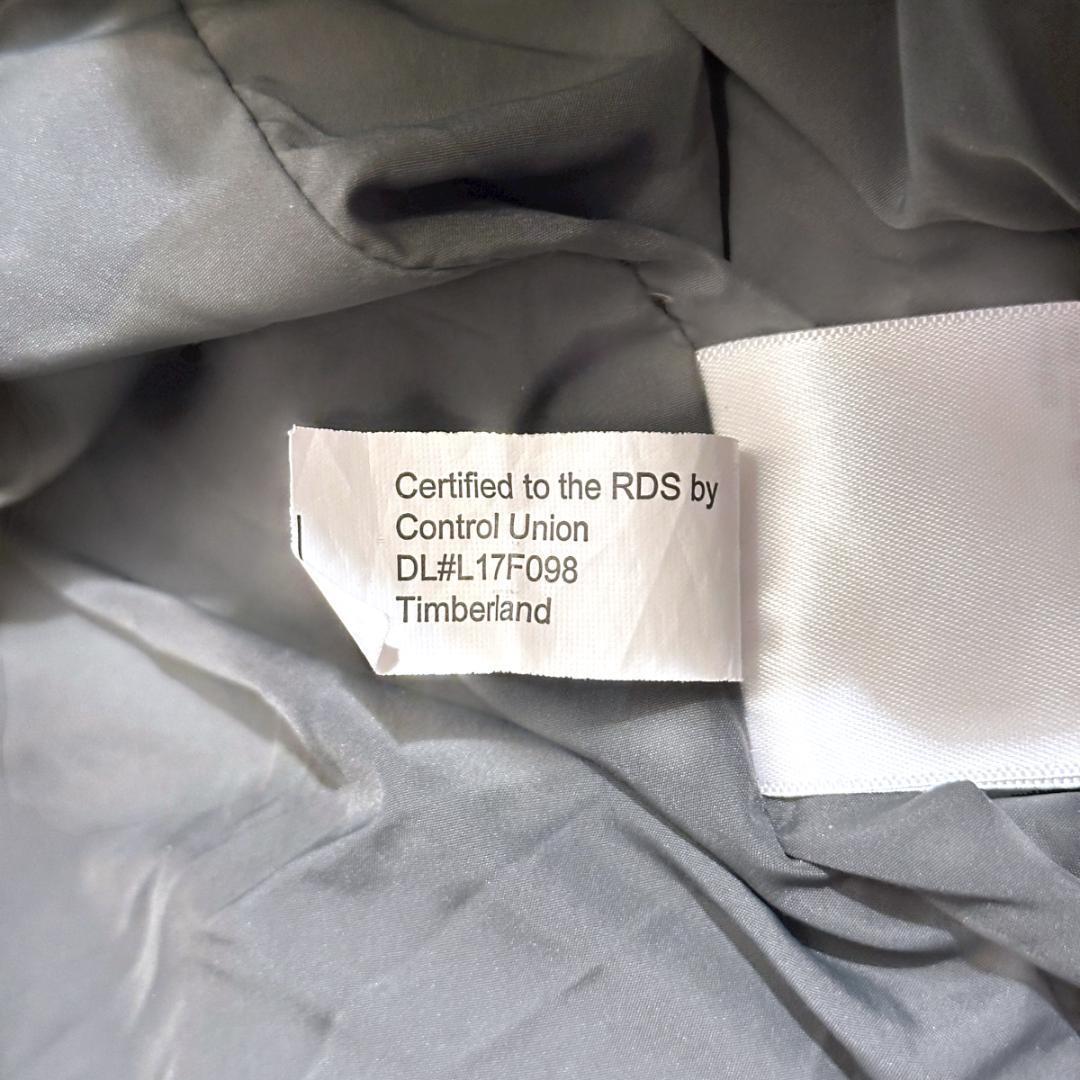 Certified to the RDS by
Control Union
DL#L17F098
Timberland